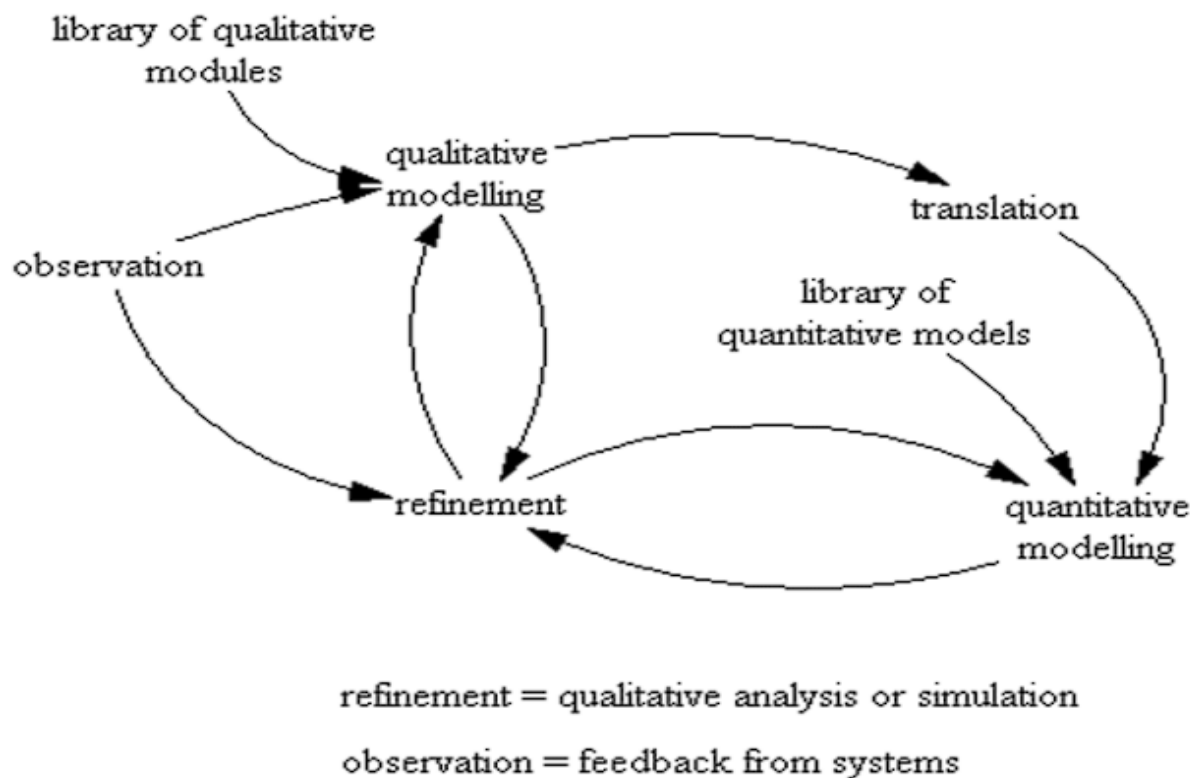 library of qualitative
modules
qualitative
modelling
translation
observation
library of
quantitative models
refinement
quantitative
modelling
refinement = qualitative analysis or simulation
observation = feedback from systems